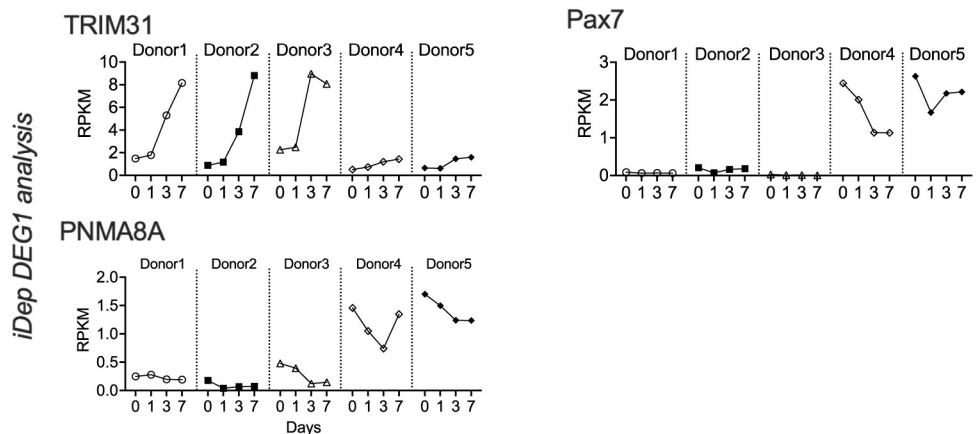 TRIM31
Donor1 Donor2 Donor3 Donor4 Donor5
10
8
6
4
2
0
RPKM
0 1 3 7 0 1 3 7 0 1 3 7 0 1 3 7 0 1 3 7
Pax7
Donor1 Donor2 Donor3 Donor4 Donor5
3
2
1
0
RPKM
0 1 3 7 0 1 3 7 0 1 3 7 0 1 3 7 0 1 3 7
iDep DEG1 analysis
PNMA8A
Donor1 Donor2 Donor3 Donor4 Donor5
2.0
1.5
1.0
0.5
0.0
RPKM
0 1 3 7 0 1 3 7 0 1 3 7 0 1 3 7 0 1 3 7
Days